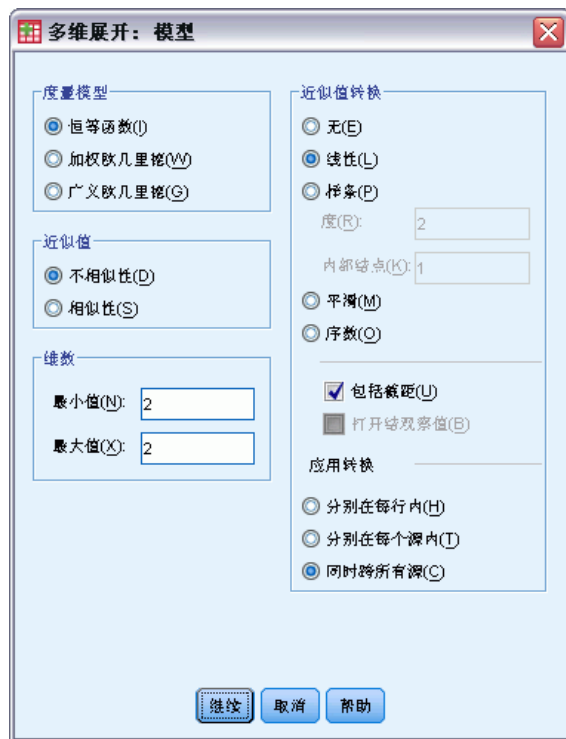 多维展开：模型
度量模型
恒等函数(I)
加权欧几里德(W)
广义欧几里德(G)
近似值
不相似性(D)
相似性(S)
维数
最小值(N): 2
最大值(X): 2
近似值转换
无(E)
线性(L)
样条(P)
度(R): 2
内部结点(K): 1
平滑(M)
序数(O)
包括截距(U)
打开结观察值(B)
应用转换
分别在每行内(H)
分别在每个源内(T)
同时跨所有源(C)
继续
取消
帮助